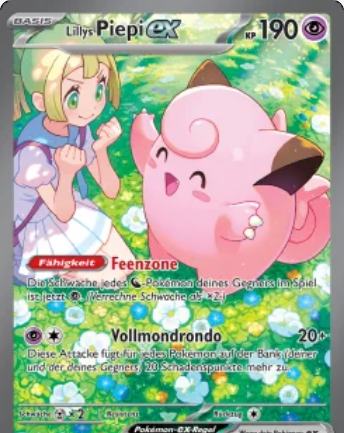 BASIS Lillys Piepi ex KP 190
Fähigkeit Feenzone
Die Schwäche jedes -Pokémon deines Gegners im Spiel
ist jetzt . (Verrechne Schwäche als ×2.)
Vollmondrondo 20+
Diese Attacke fügt für jedes Pokémon auf der Bank (deiner
und der deines Gegners) 20 Schadenspunkte mehr zu.
Schwäche ×2 Resistenz Rückzug
Pokémon-ex-Regel